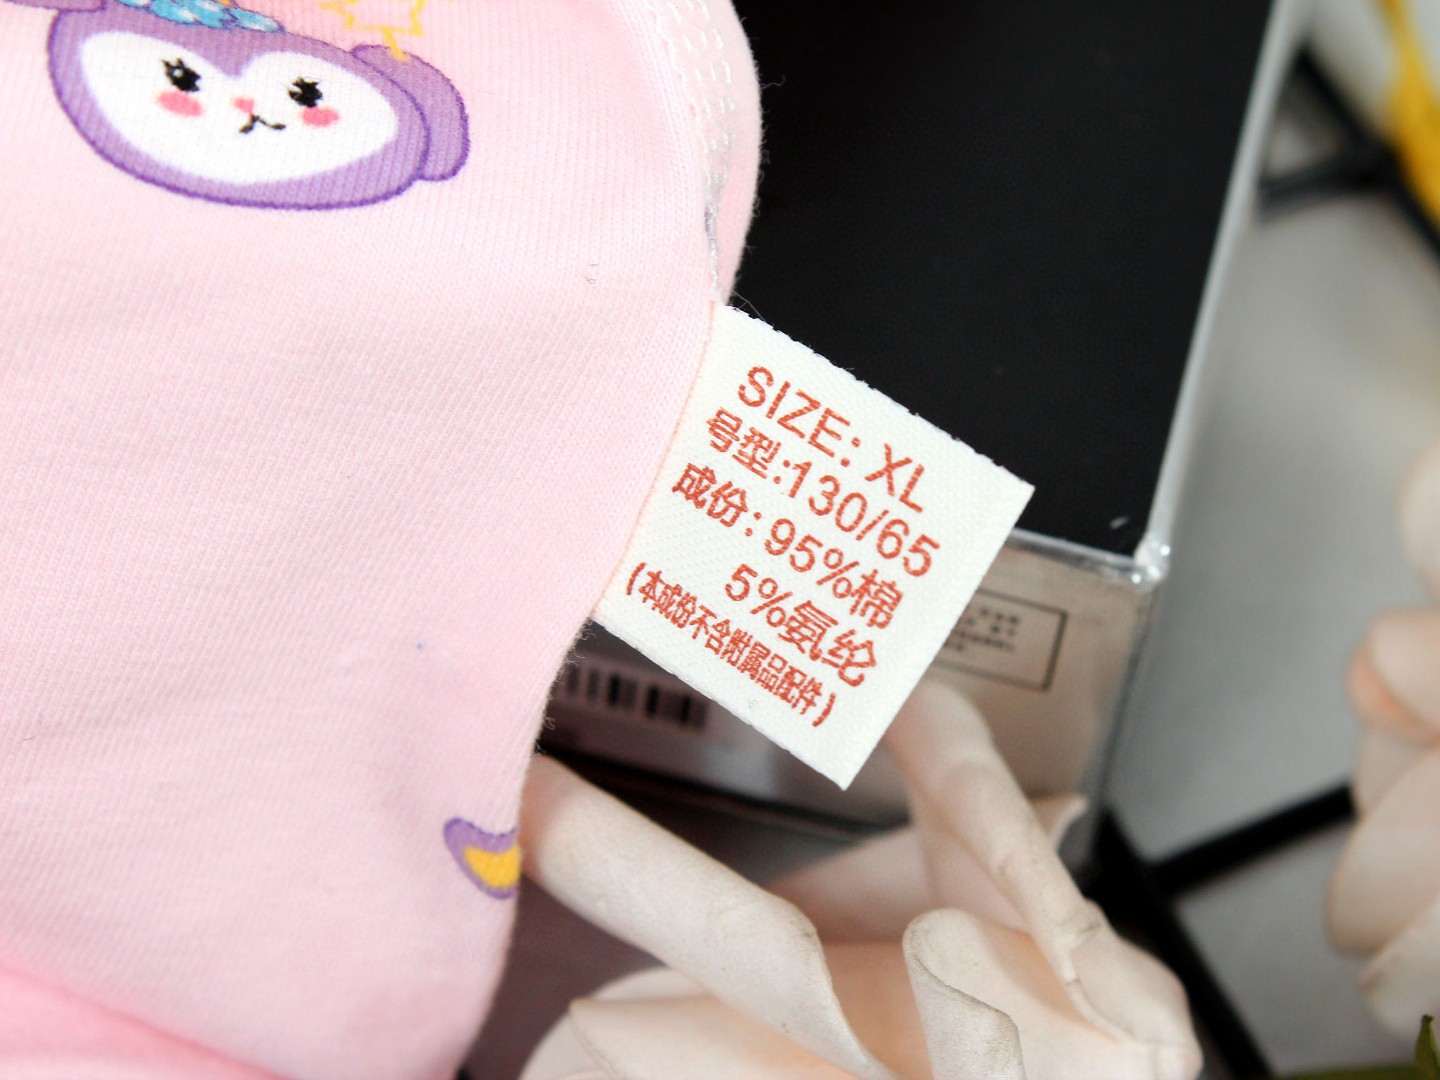 SIZE: XL
号型:130/65
成份: 95%棉
5%氨纶
(本成份不含附属品配件)